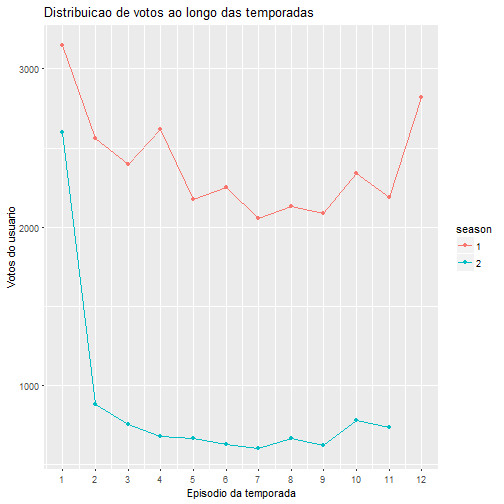 Distribuicao de votos ao longo das temporadas
Votos do usuario
3000
2000
1000
1 2 3 4 5 6 7 8 9 10 11 12
Episodio da temporada
season
1
2